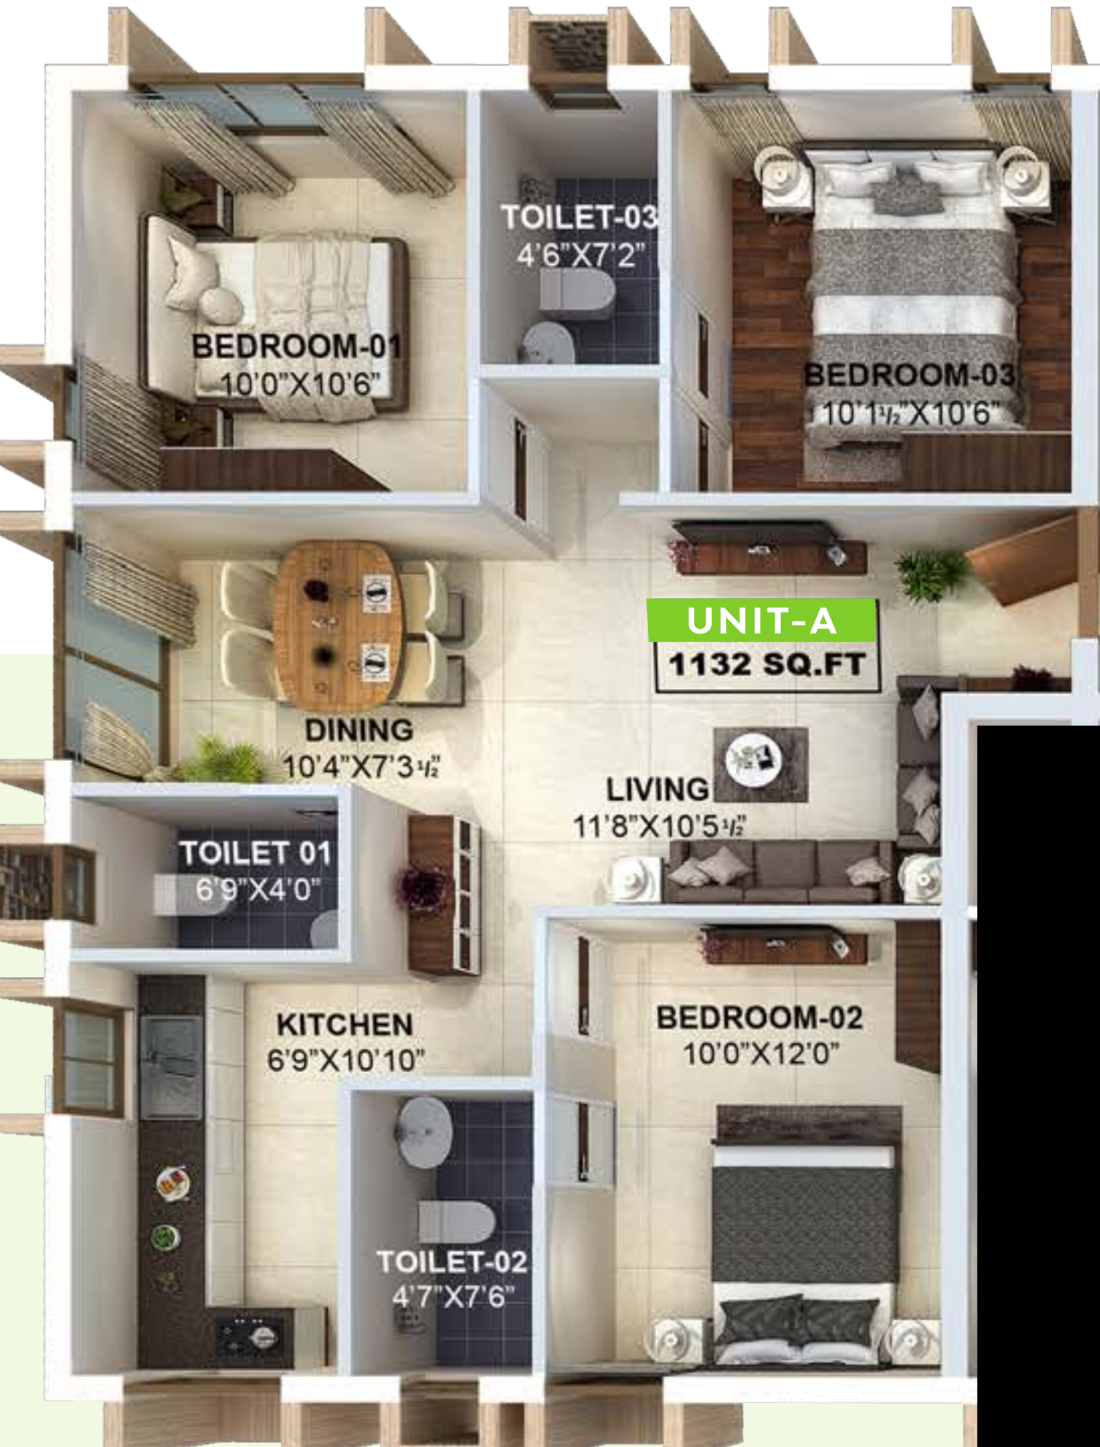 TOILET-03
4'6"X7'2"
BEDROOM-01
10'0"X10'6"
BEDROOM-03
10'1½"X10'6"
UNIT-A
1132 SQ.FT
DINING
10'4"X7'3½"
LIVING
11'8"X10'5½"
TOILET 01
6'9"X4'0"
KITCHEN
6'9"X10'10"
BEDROOM-02
10'0"X12'0"
TOILET-02
4'7"X7'6"